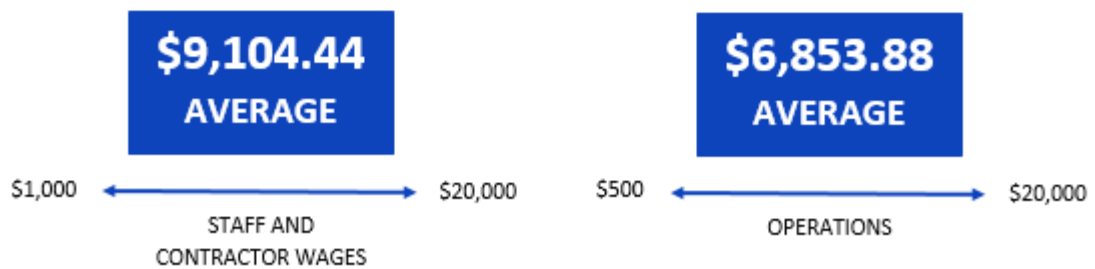 $9,104.44
AVERAGE
$1,000
$20,000
STAFF AND
CONTRACTOR WAGES
$6,853.88
AVERAGE
$500
$20,000
OPERATIONS